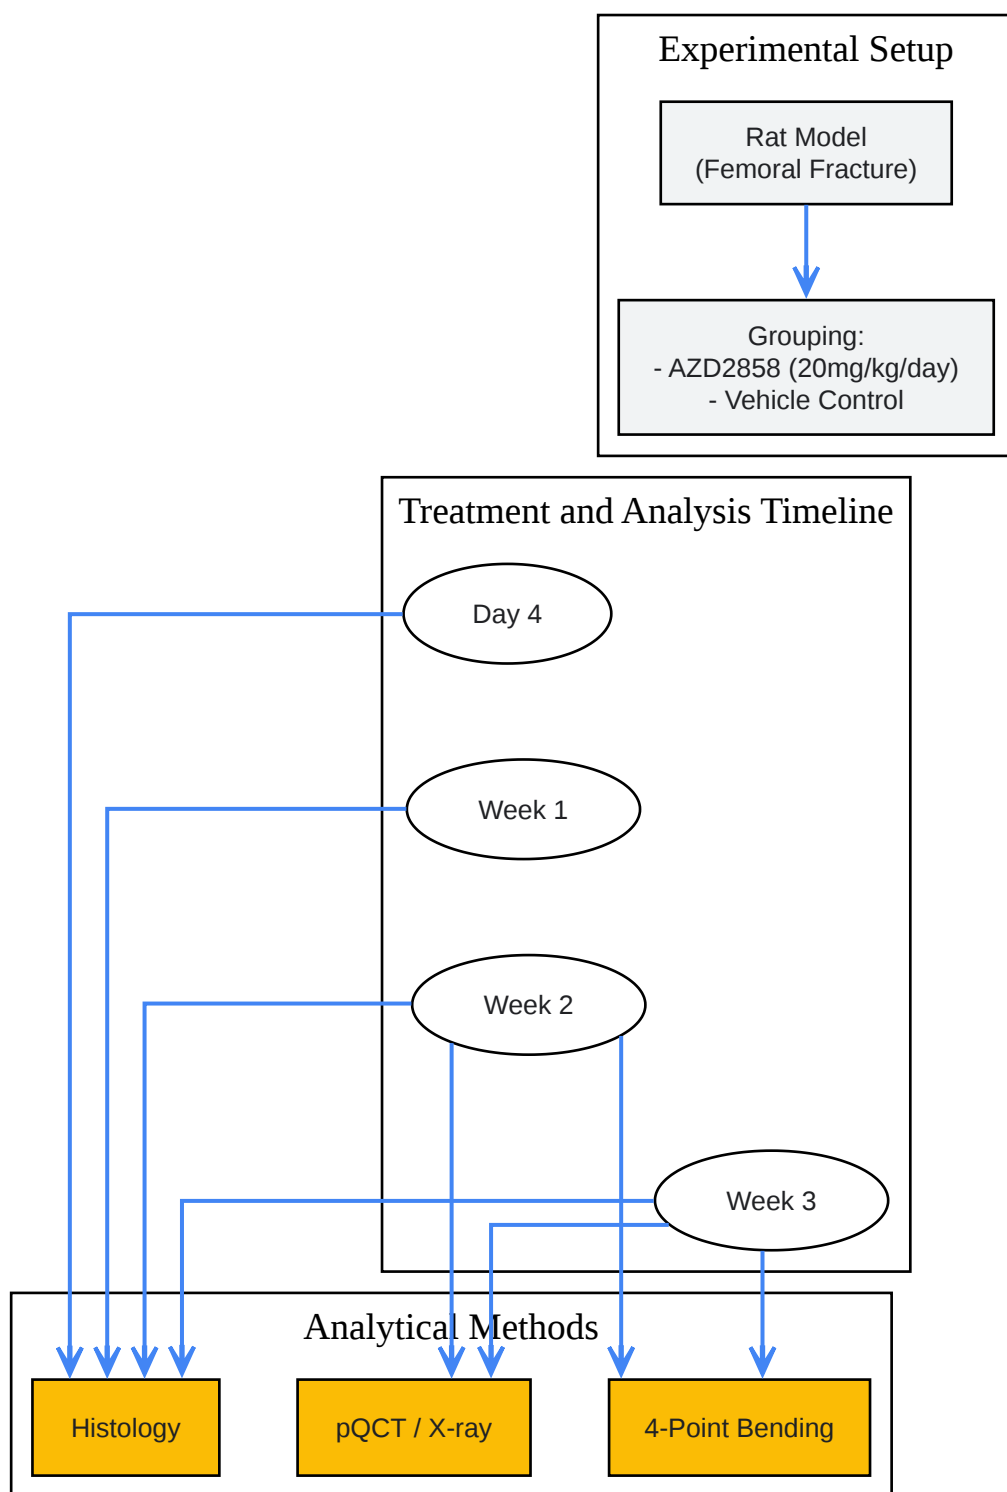 Experimental Setup
Rat Model
(Femoral Fracture)
Grouping:
- AZD2858 (20mg/kg/day)
- Vehicle Control
Treatment and Analysis Timeline
Day 4
Week 1
Week 2
Week 3
Analytical Methods
Histology
pQCT / X-ray
4-Point Bending